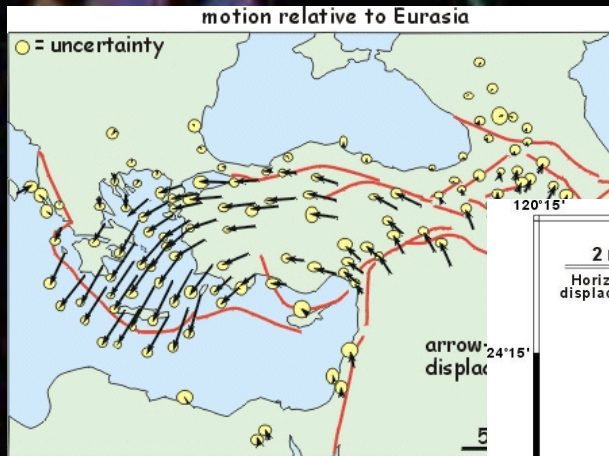 motion relative to Eurasia
= uncertainty
120°15'
2
Horiz
displac
24°15'
arrow
displac
5